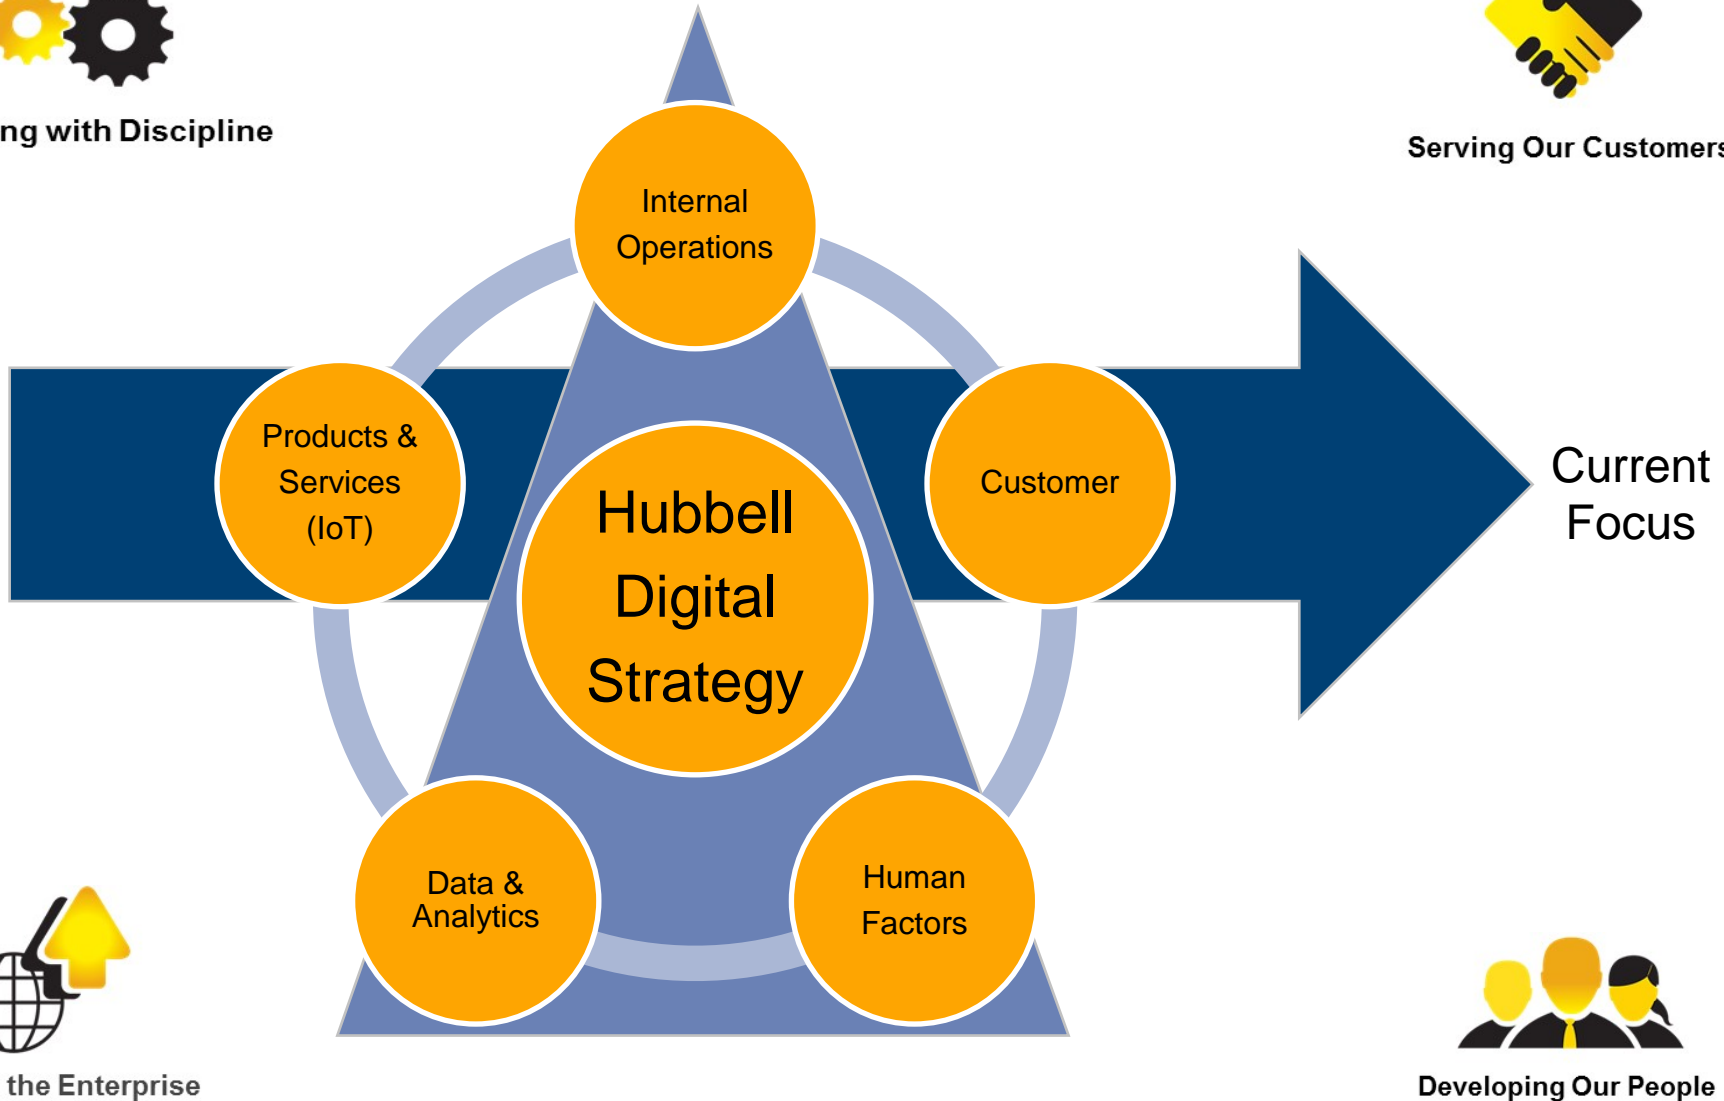 ng with Discipline
Serving Our Customers
Internal
Operations
Products &
Services
(IoT)
Customer
Current
Focus
Hubbell
Digital
Strategy
Data &
Analytics
Human
Factors
the Enterprise
Developing Our People